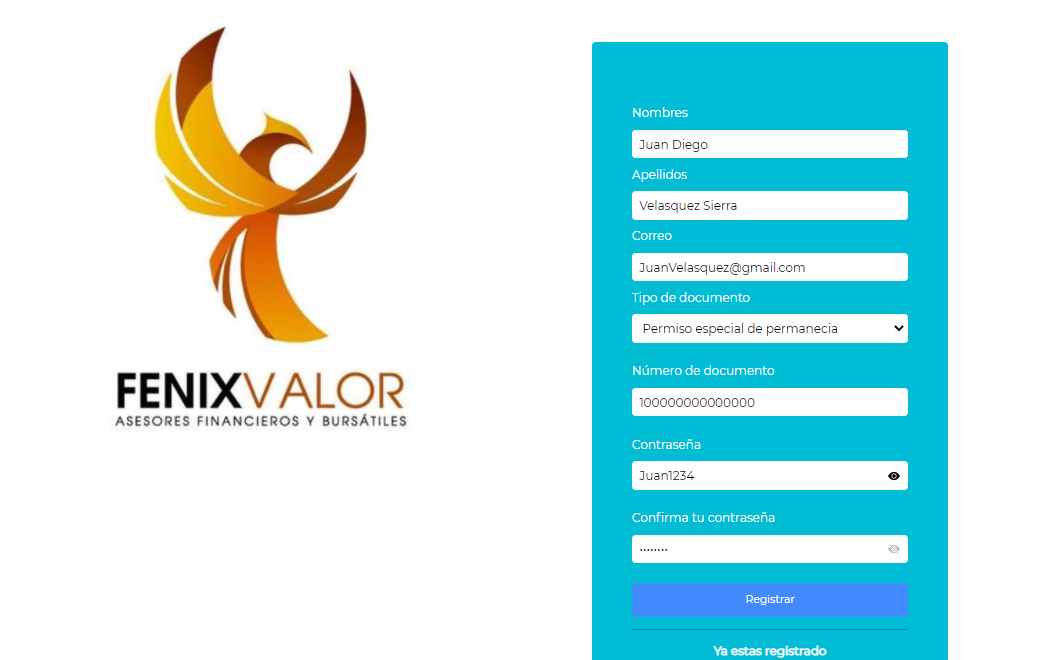 FENIXVALOR
ASESORES FINANCIEROS Y BURSÁTILES
Nombres
Juan Diego
Apellidos
Velasquez Sierra
Correo
JuanVelasquez@gmail.com
Tipo de documento
Permiso especial de permanecia
Número de documento
100000000000000
Contraseña
Juan1234
Confirma tu contraseña
••••••••
Registrar
Ya estas registrado